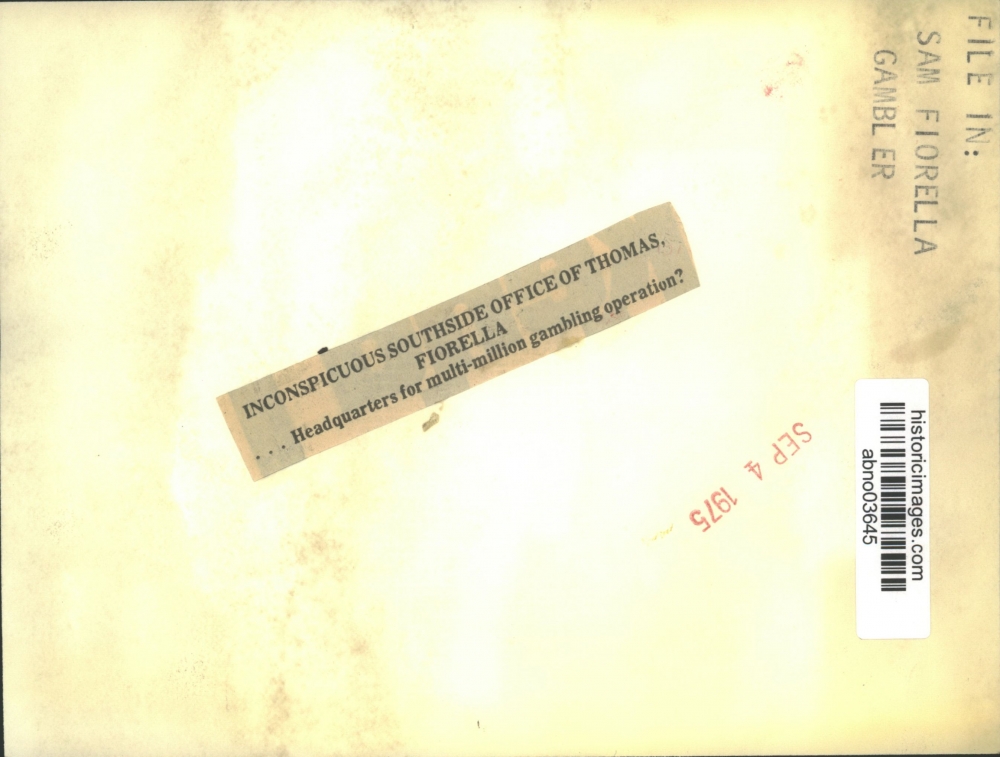 FILE IN:
SAM FIORELLA
GAMBLER
INCONSPICUOUS SOUTHSIDE OFFICE OF THOMAS,
FIORELLA
. . . Headquarters for multi-million gambling operation?
SEP 4 1975
historicimages.com
abno03645